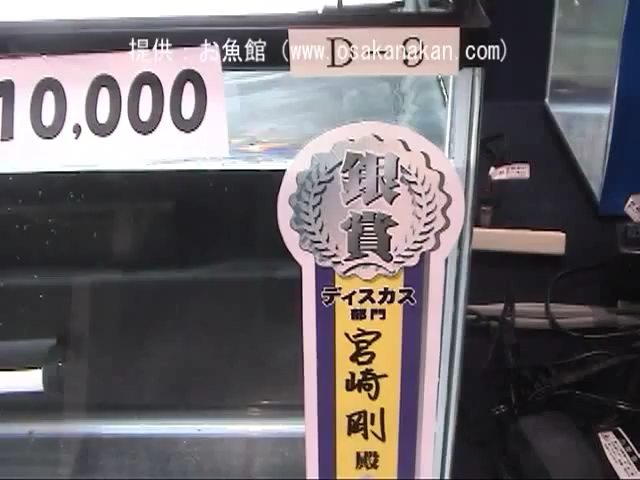 提供：お魚館（www.osakanakan.com）
D－9
10,000
銀賞
ディスカス
部門
宮崎 剛
殿